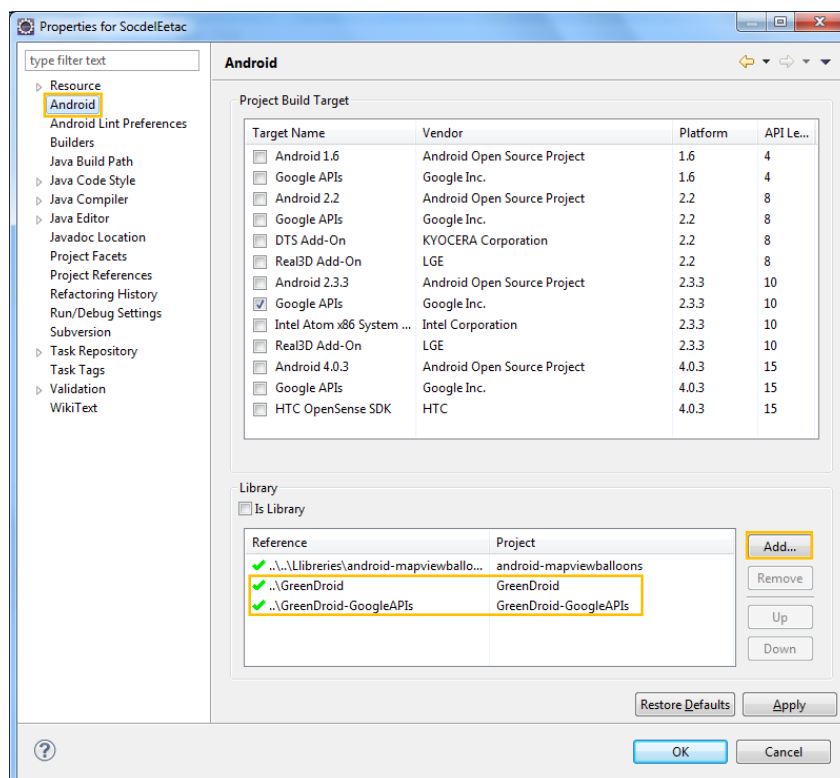 Properties for SocdelEetac
type filter text
Resource
Android
Android Lint Preferences
Builders
Java Build Path
Java Code Style
Java Compiler
Java Editor
Javadoc Location
Project Facets
Project References
Refactoring History
Run/Debug Settings
Subversion
Task Repository
Task Tags
Validation
WikiText
Android
Project Build Target
Target Name Vendor Platform API Le...
Android 1.6 Android Open Source Project 1.6 4
Google APIs Google Inc. 1.6 4
Android 2.2 Android Open Source Project 2.2 8
Google APIs Google Inc. 2.2 8
DTS Add-On KYOCERA Corporation 2.2 8
Real3D Add-On LGE 2.2 8
Android 2.3.3 Android Open Source Project 2.3.3 10
Google APIs Google Inc. 2.3.3 10
Intel Atom x86 System ... Intel Corporation 2.3.3 10
Real3D Add-On LGE 2.3.3 10
Android 4.0.3 Android Open Source Project 4.0.3 15
Google APIs Google Inc. 4.0.3 15
HTC OpenSense SDK HTC 4.0.3 15
Library
Is Library
Reference Project
..\..\Llibreries\android-mapviewballo... android-mapviewballoons
..\GreenDroid GreenDroid
..\GreenDroid-GoogleAPIs GreenDroid-GoogleAPIs
Add...
Remove
Up
Down
Restore Defaults Apply
? OK Cancel